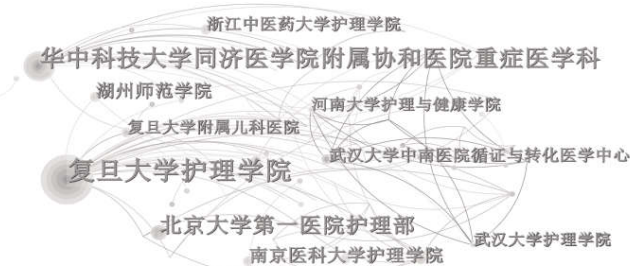 浙江中医药大学护理学院
华中科技大学同济医学院附属协和医院重症医学科
湖州师范学院
河南大学护理与健康学院
复旦大学附属儿科医院
武汉大学中南医院循证与转化医学中心
复旦大学护理学院
北京大学第一医院护理部
武汉大学护理学院
南京医科大学护理学院